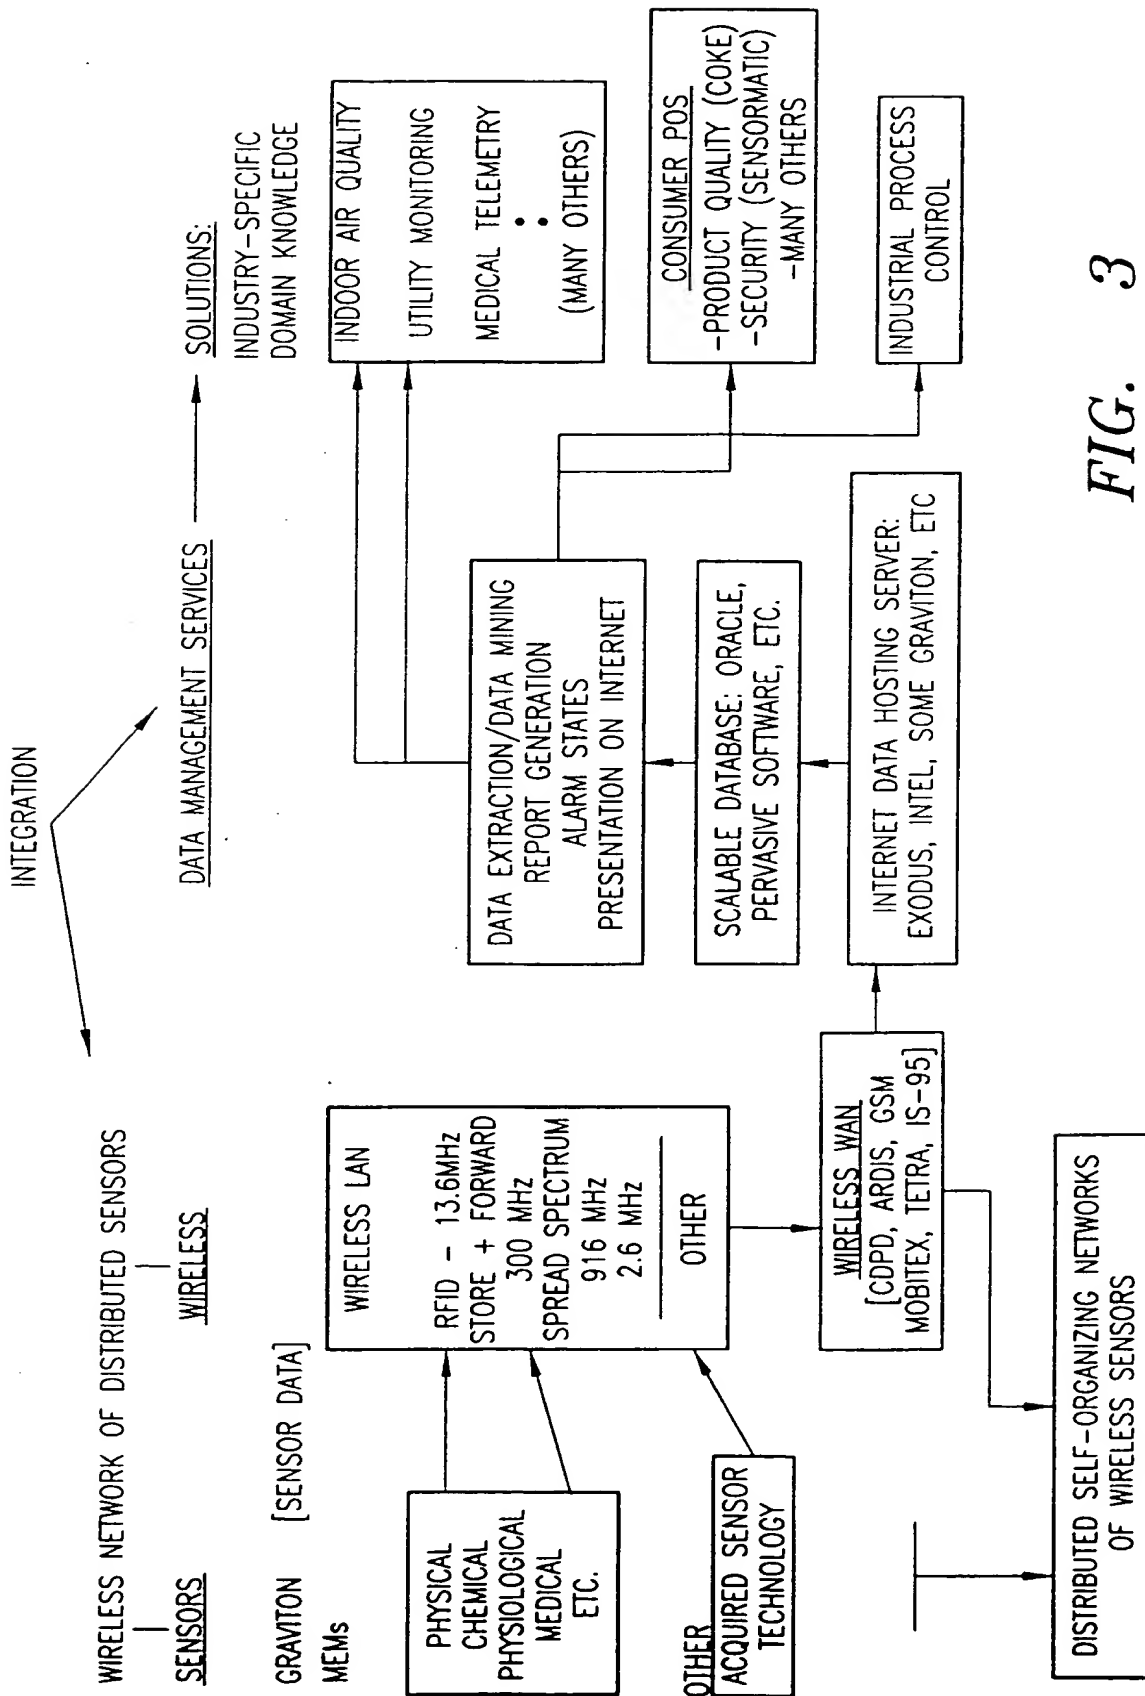 INTEGRATION
WIRELESS NETWORK OF DISTRIBUTED SENSORS
SENSORS
WIRELESS
DATA MANAGEMENT SERVICES
SOLUTIONS:
INDUSTRY-SPECIFIC
DOMAIN KNOWLEDGE
GRAVITON
MEMs
[SENSOR DATA]
PHYSICAL
CHEMICAL
PHYSIOLOGICAL
MEDICAL
ETC.
OTHER
ACQUIRED SENSOR
TECHNOLOGY
WIRELESS LAN
RFID - 13.6MHz
STORE + FORWARD
300 MHz
SPREAD SPECTRUM
916 MHz
2.6 MHz
OTHER
WIRELESS WAN
[CDPD, ARDIS, GSM
MOBITEX, TETRA, IS-95]
DISTRIBUTED SELF-ORGANIZING NETWORKS
OF WIRELESS SENSORS
DATA EXTRACTION/DATA MINING
REPORT GENERATION
ALARM STATES
PRESENTATION ON INTERNET
SCALABLE DATABASE: ORACLE,
PERVASIVE SOFTWARE, ETC.
INTERNET DATA HOSTING SERVER:
EXODUS, INTEL, SOME GRAVITON, ETC
INDOOR AIR QUALITY
UTILITY MONITORING
MEDICAL TELEMETRY
(MANY OTHERS)
CONSUMER POS
-PRODUCT QUALITY (COKE)
-SECURITY (SENSORMATIC)
-MANY OTHERS
INDUSTRIAL PROCESS
CONTROL
FIG. 3